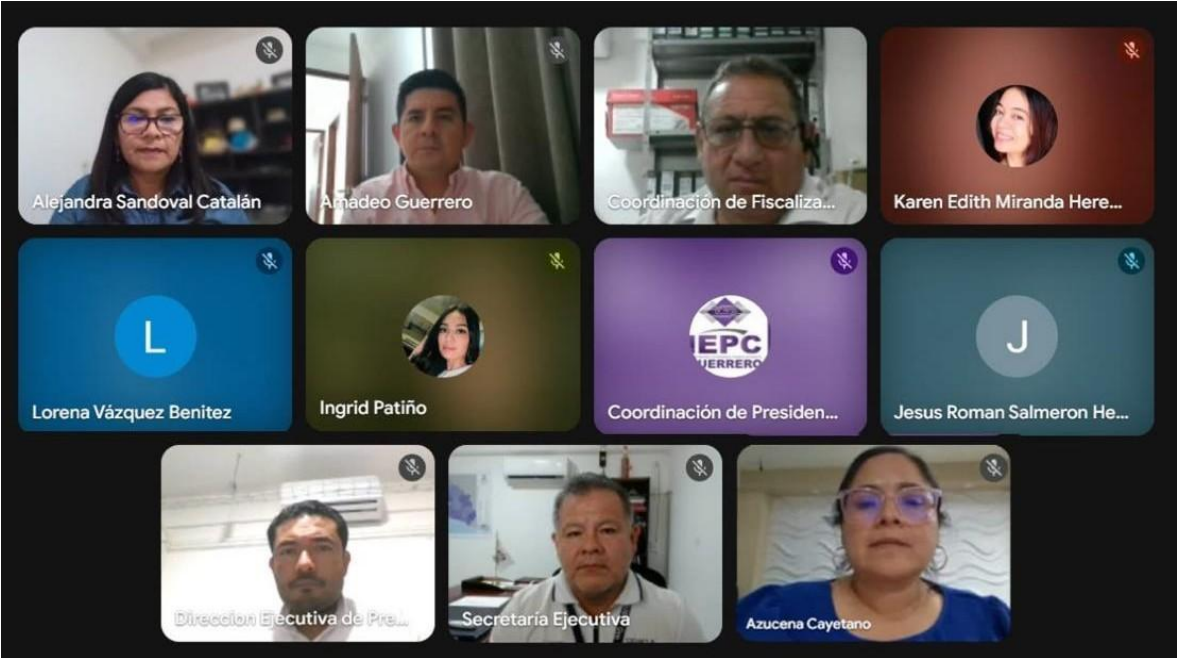 Alejandra Sandoval Catalán
Amadeo Guerrero
Coordinación de Fiscaliza...
Karen Edith Miranda Here...
L
Lorena Vázquez Benitez
Ingrid Patiño
IEPC
GUERRERO
Coordinación de Presiden...
J
Jesus Roman Salmeron He...
Direccion Ejecutiva de Pre...
Secretaría Ejecutiva
Azucena Cayetano